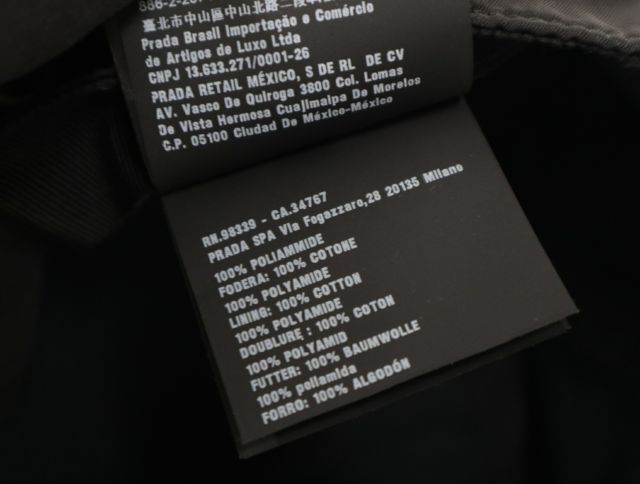 886-2-
臺北市中山區中山北路二段
Prada Brasil Importação e Comércio
de Artigos de Luxo Ltda
CNPJ 13.633.271/0001-26
PRADA RETAIL MÉXICO, S DE RL DE CV
AV. Vasco De Quiroga 3800 Col. Lomas
De Vista Hermosa Cuajimalpa De Morelos
C.P. 05100 Ciudad De México-México
RN.98339 - CA.34767
PRADA SPA Via Fogazzaro,28 20135 Milano
100% POLIAMMIDE
FODERA: 100% COTONE
100% POLYAMIDE
LINING: 100% COTTON
100% POLYAMIDE
DOUBLURE : 100% COTON
100% POLYAMID
FUTTER: 100% BAUMWOLLE
100% poliamida
FORRO: 100% ALGODÓN